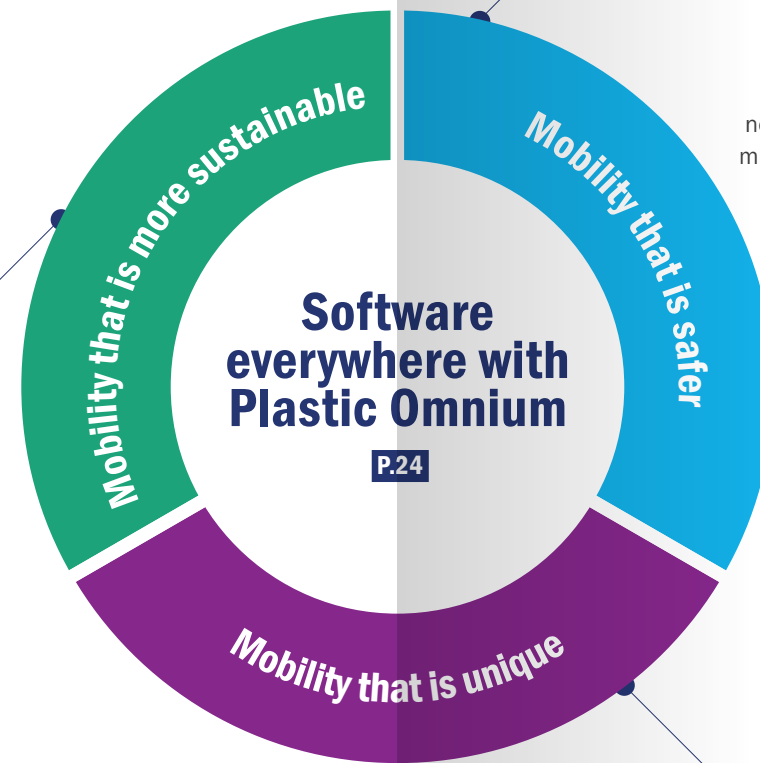 Mobility that is more sustainable
Mobility that is safer
Software
everywhere with
Plastic Omnium
P.24
Mobility that is unique